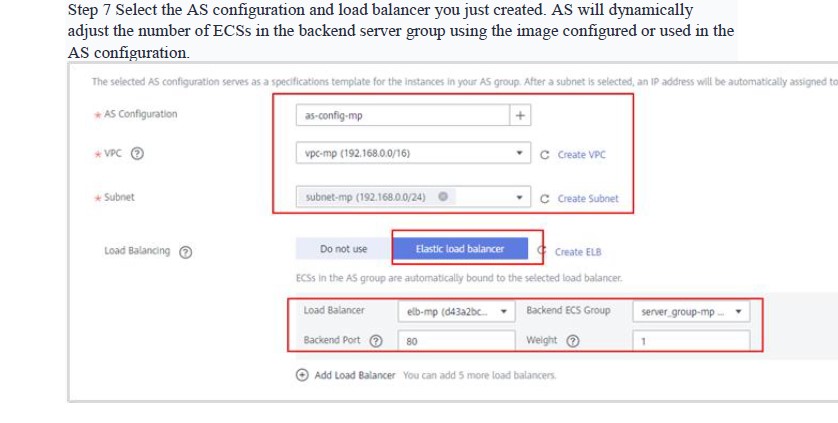 Step 7 Select the AS configuration and load balancer you just created. AS will dynamically
adjust the number of ECSs in the backend server group using the image configured or used in the
AS configuration.
The selected AS configuration serves as a specifications template for the instances in your AS group. After a subnet is selected, an IP address will be automatically assigned to
* AS Configuration as-config-mp +
* VPC ? vpc-mp (192.168.0.0/16) Create VPC
* Subnet subnet-mp (192.168.0.0/24) Create Subnet
Load Balancing ? Do not use Elastic load balancer Create ELB
ECSs in the AS group are automatically bound to the selected load balancer.
Load Balancer elb-mp (d43a2bc... Backend ECS Group server_group-mp ...
Backend Port ? 80 Weight ? 1
Add Load Balancer You can add 5 more load balancers.